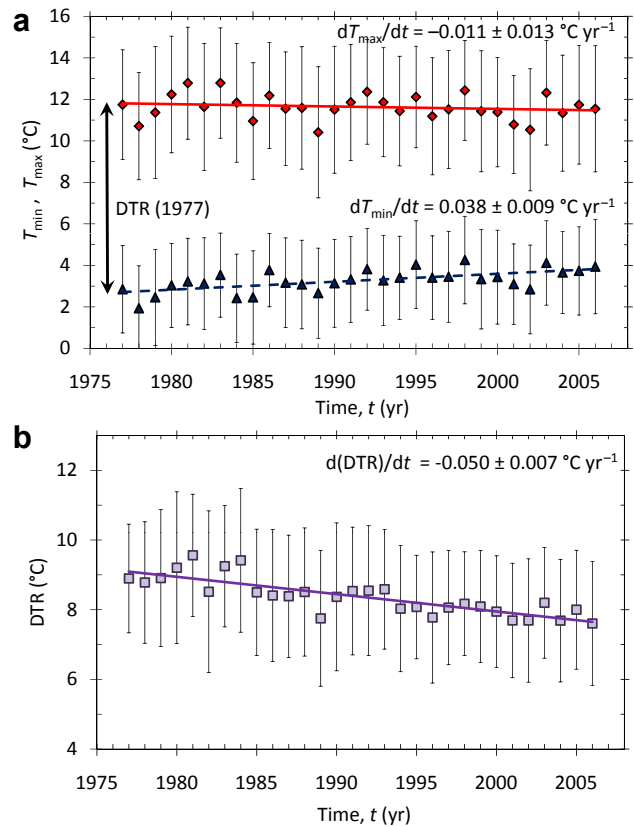 a
dTmax/dt = –0.011 ± 0.013 °C yr⁻¹
Tmin , Tmax (°C)
16
14
12
10
8
6
4
2
0
DTR (1977)
dTmin/dt = 0.038 ± 0.009 °C yr⁻¹
1975 1980 1985 1990 1995 2000 2005
Time, t (yr)
b
d(DTR)/dt = -0.050 ± 0.007 °C yr⁻¹
DTR (°C)
12
10
8
6
4
1975 1980 1985 1990 1995 2000 2005
Time, t (yr)